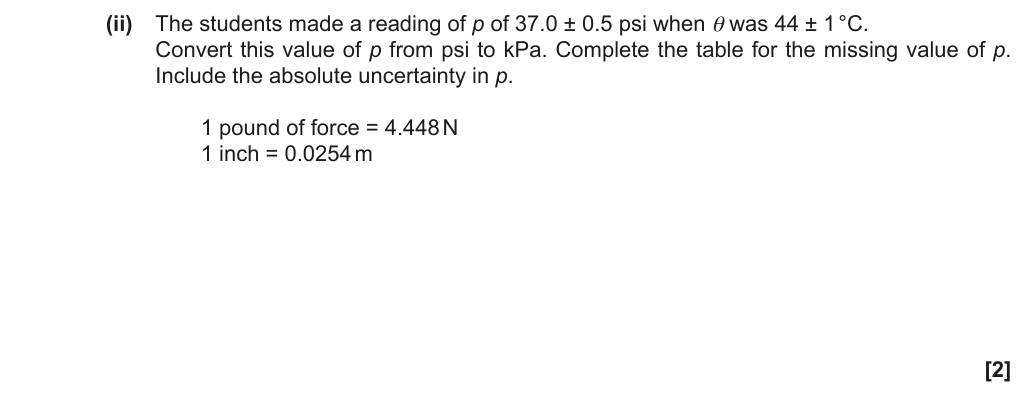 (ii) The students made a reading of p of 37.0 ± 0.5 psi when θ was 44 ± 1 °C.
Convert this value of p from psi to kPa. Complete the table for the missing value of p.
Include the absolute uncertainty in p.
1 pound of force = 4.448 N
1 inch = 0.0254 m
[2]